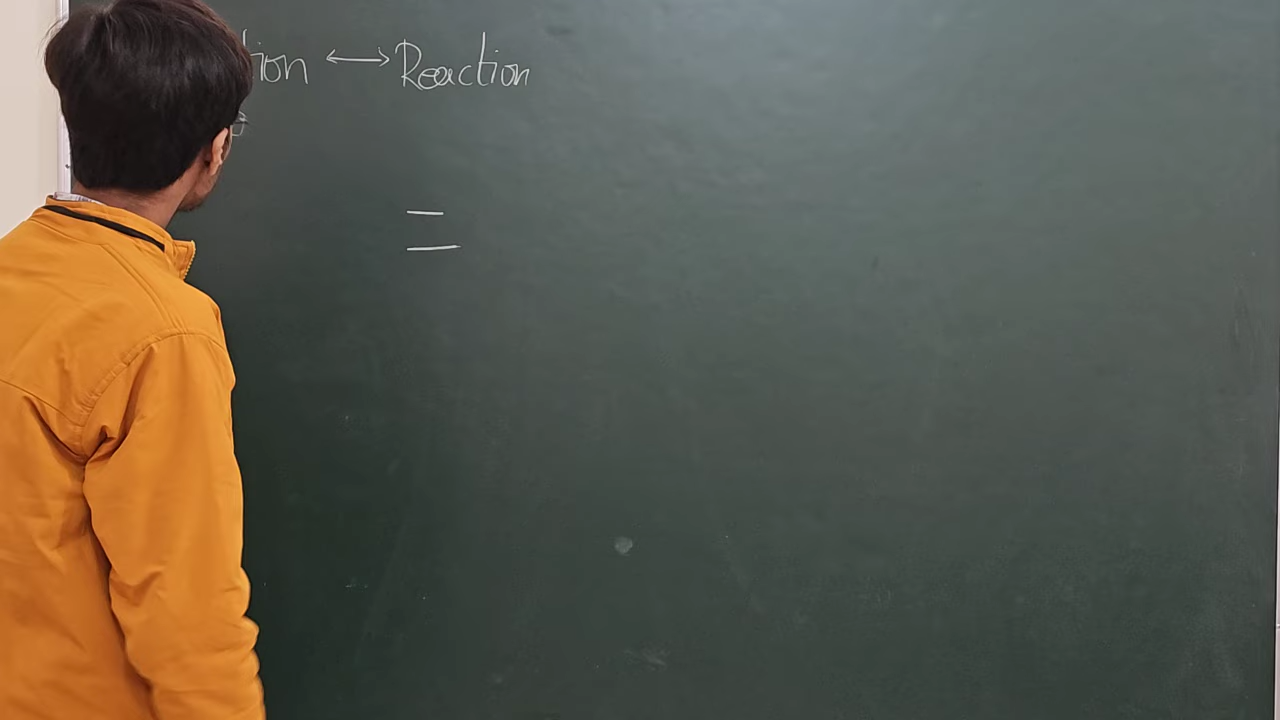 tion ↔ Reaction
=